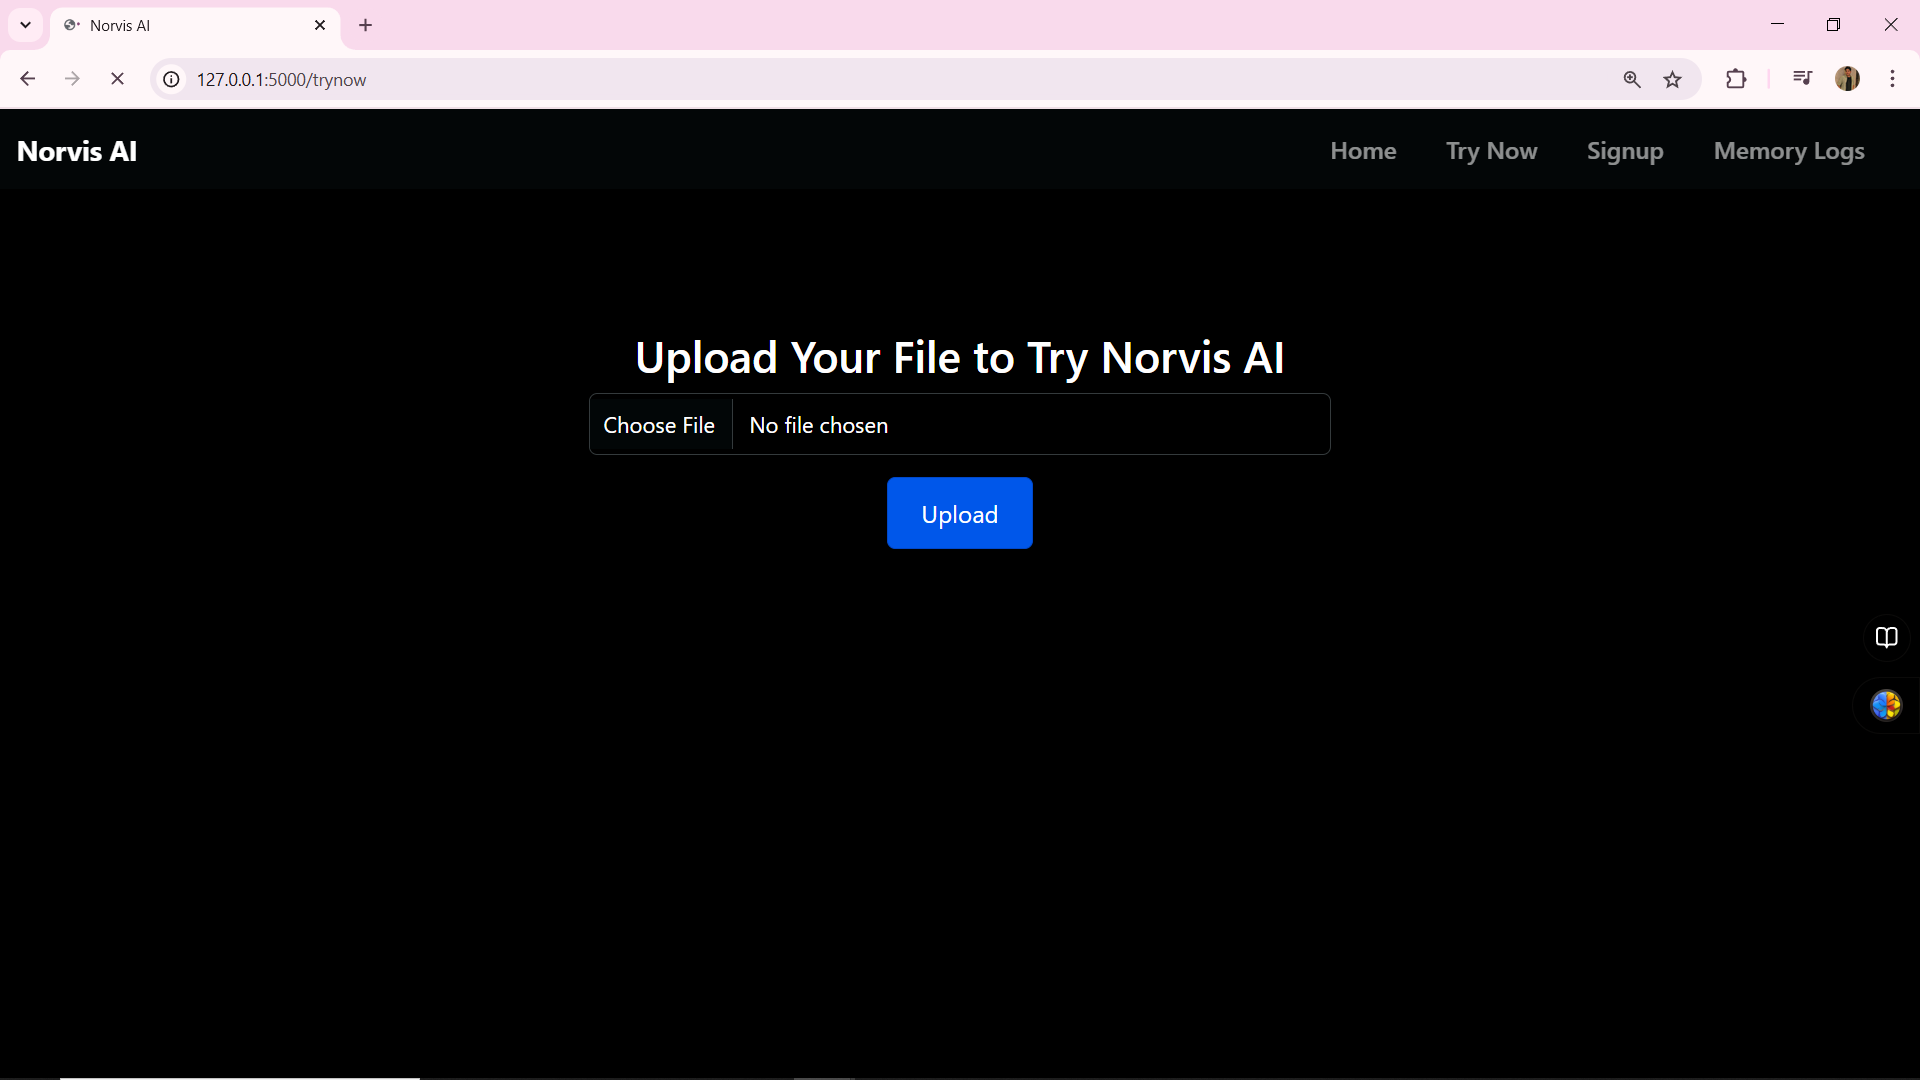 Norvis AI
127.0.0.1:5000/trynow
Norvis AI
Home
Try Now
Signup
Memory Logs
Upload Your File to Try Norvis AI
Choose File
No file chosen
Upload